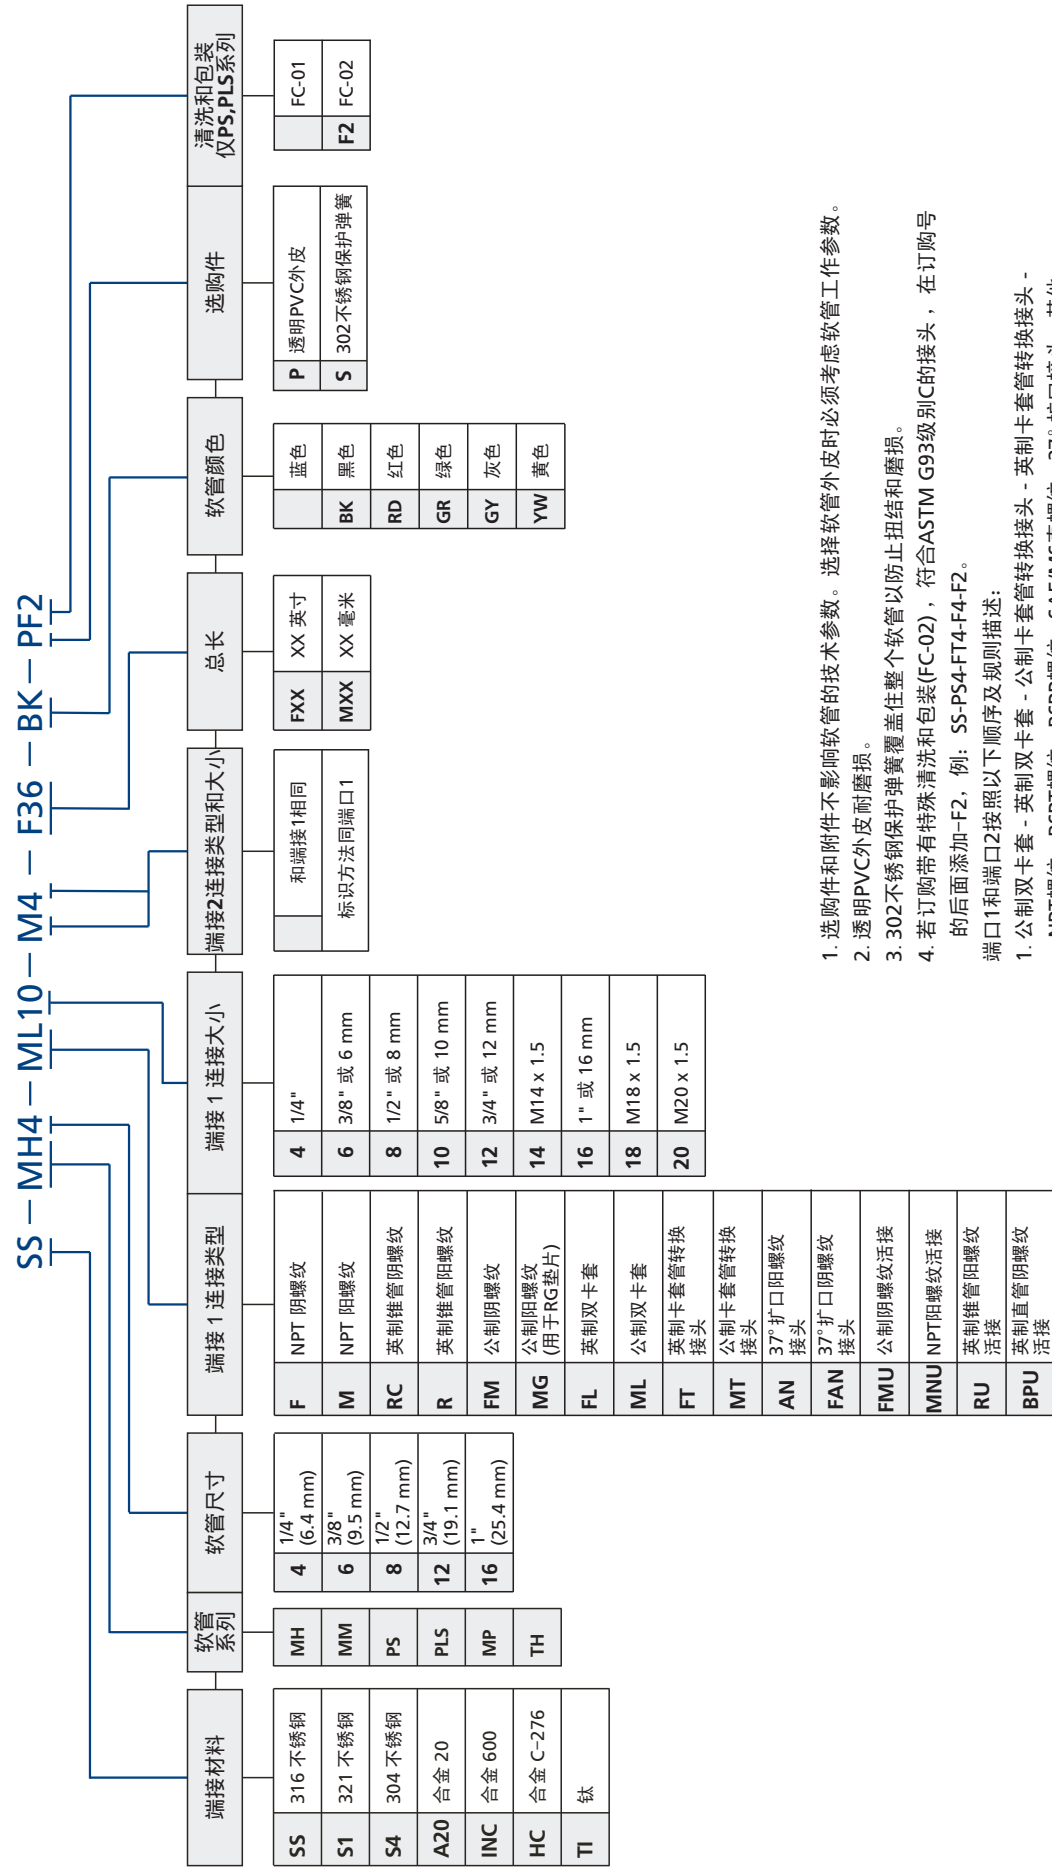 SS－MH4－ML10－M4－F36－BK－PF2
端接材料
SS 316 不锈钢
S1 321 不锈钢
S4 304 不锈钢
A20 合金 20
INC 合金 600
HC 合金 C-276
TI 钛
软管
系列
MH
MM
PS
PLS
MP
TH
软管尺寸
4 1/4"
(6.4 mm)
6 3/8"
(9.5 mm)
8 1/2"
(12.7 mm)
12 3/4"
(19.1 mm)
16 1"
(25.4 mm)
端接 1 连接类型
F NPT 阴螺纹
M NPT 阳螺纹
RC 英制锥管阴螺纹
R 英制锥管阳螺纹
FM 公制阴螺纹
MG 公制阳螺纹
(用于RG垫片)
FL 英制双卡套
ML 公制双卡套
FT 英制卡套管转换
接头
MT 公制卡套管转换
接头
AN 37°扩口阳螺纹
接头
FAN 37°扩口阴螺纹
接头
FMU 公制阴螺纹活接
MNU NPT阳螺纹活接
RU 英制锥管阳螺纹
活接
BPU 英制直管阴螺纹
活接
端接 1 连接大小
4 1/4"
6 3/8" 或 6 mm
8 1/2" 或 8 mm
10 5/8" 或 10 mm
12 3/4" 或 12 mm
14 M14 x 1.5
16 1" 或 16 mm
18 M18 x 1.5
20 M20 x 1.5
端接2连接类型和大小
和端接1相同
标识方法同端口1
总长
FXX XX 英寸
MXX XX 毫米
软管颜色
蓝色
BK 黑色
RD 红色
GR 绿色
GY 灰色
YW 黄色
选购件
P 透明PVC外皮
S 302不锈钢保护弹簧
清洗和包装
仅PS,PLS系列
FC-01
F2 FC-02
1. 选购件和附件不影响软管的技术参数。选择软管外皮时必须考虑软管工作参数。
2. 透明PVC外皮耐磨损。
3. 302不锈钢保护弹簧覆盖住整个软管以防止扭结和磨损。
4. 若订购带有特殊清洗和包装(FC-02)，符合ASTM G93级别C的接头，在订购号
的后面添加-F2，例：SS-PS4-FT4-F4-F2。
端口1和端口2按照以下顺序及规则描述：
1. 公制双卡套 - 英制双卡套 - 公制卡套管转换接头 - 英制卡套管转换接头 -